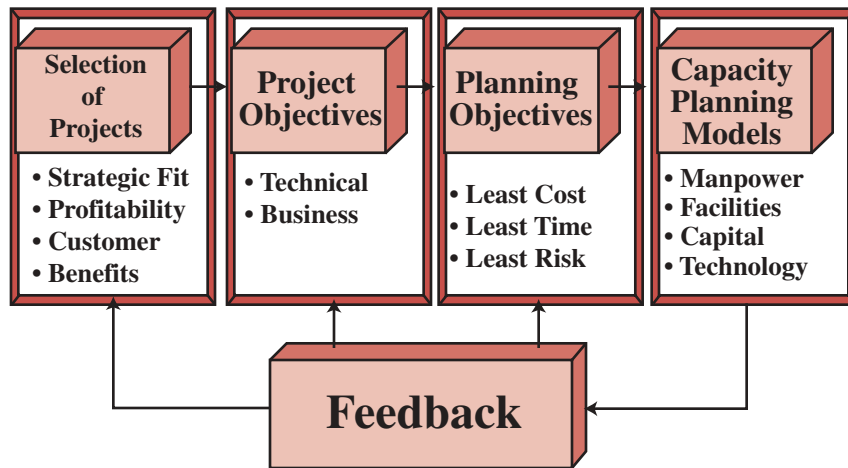 Selection
of
Projects
• Strategic Fit
• Profitability
• Customer
• Benefits
Project
Objectives
• Technical
• Business
Planning
Objectives
• Least Cost
• Least Time
• Least Risk
Capacity
Planning
Models
• Manpower
• Facilities
• Capital
• Technology
Feedback